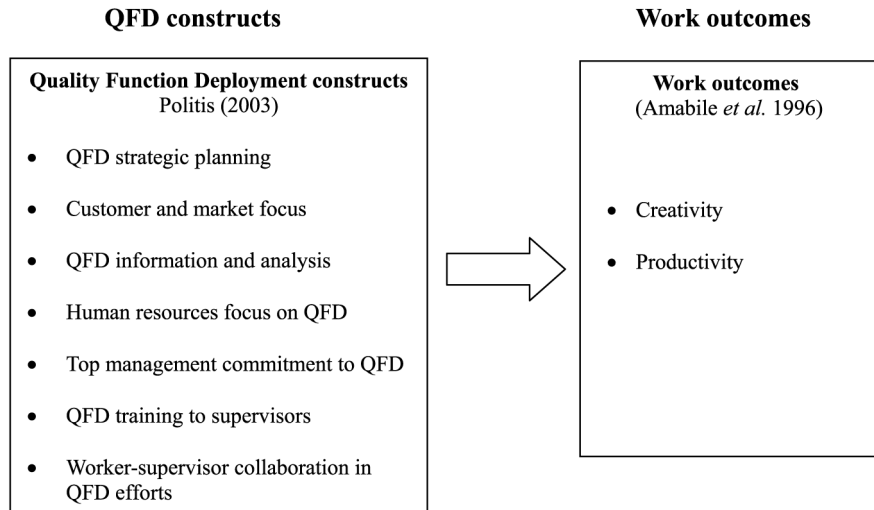 QFD constructs
Work outcomes
Quality Function Deployment constructs
Politis (2003)
• QFD strategic planning
• Customer and market focus
• QFD information and analysis
• Human resources focus on QFD
• Top management commitment to QFD
• QFD training to supervisors
• Worker-supervisor collaboration in
QFD efforts
Work outcomes
(Amabile et al. 1996)
• Creativity
• Productivity